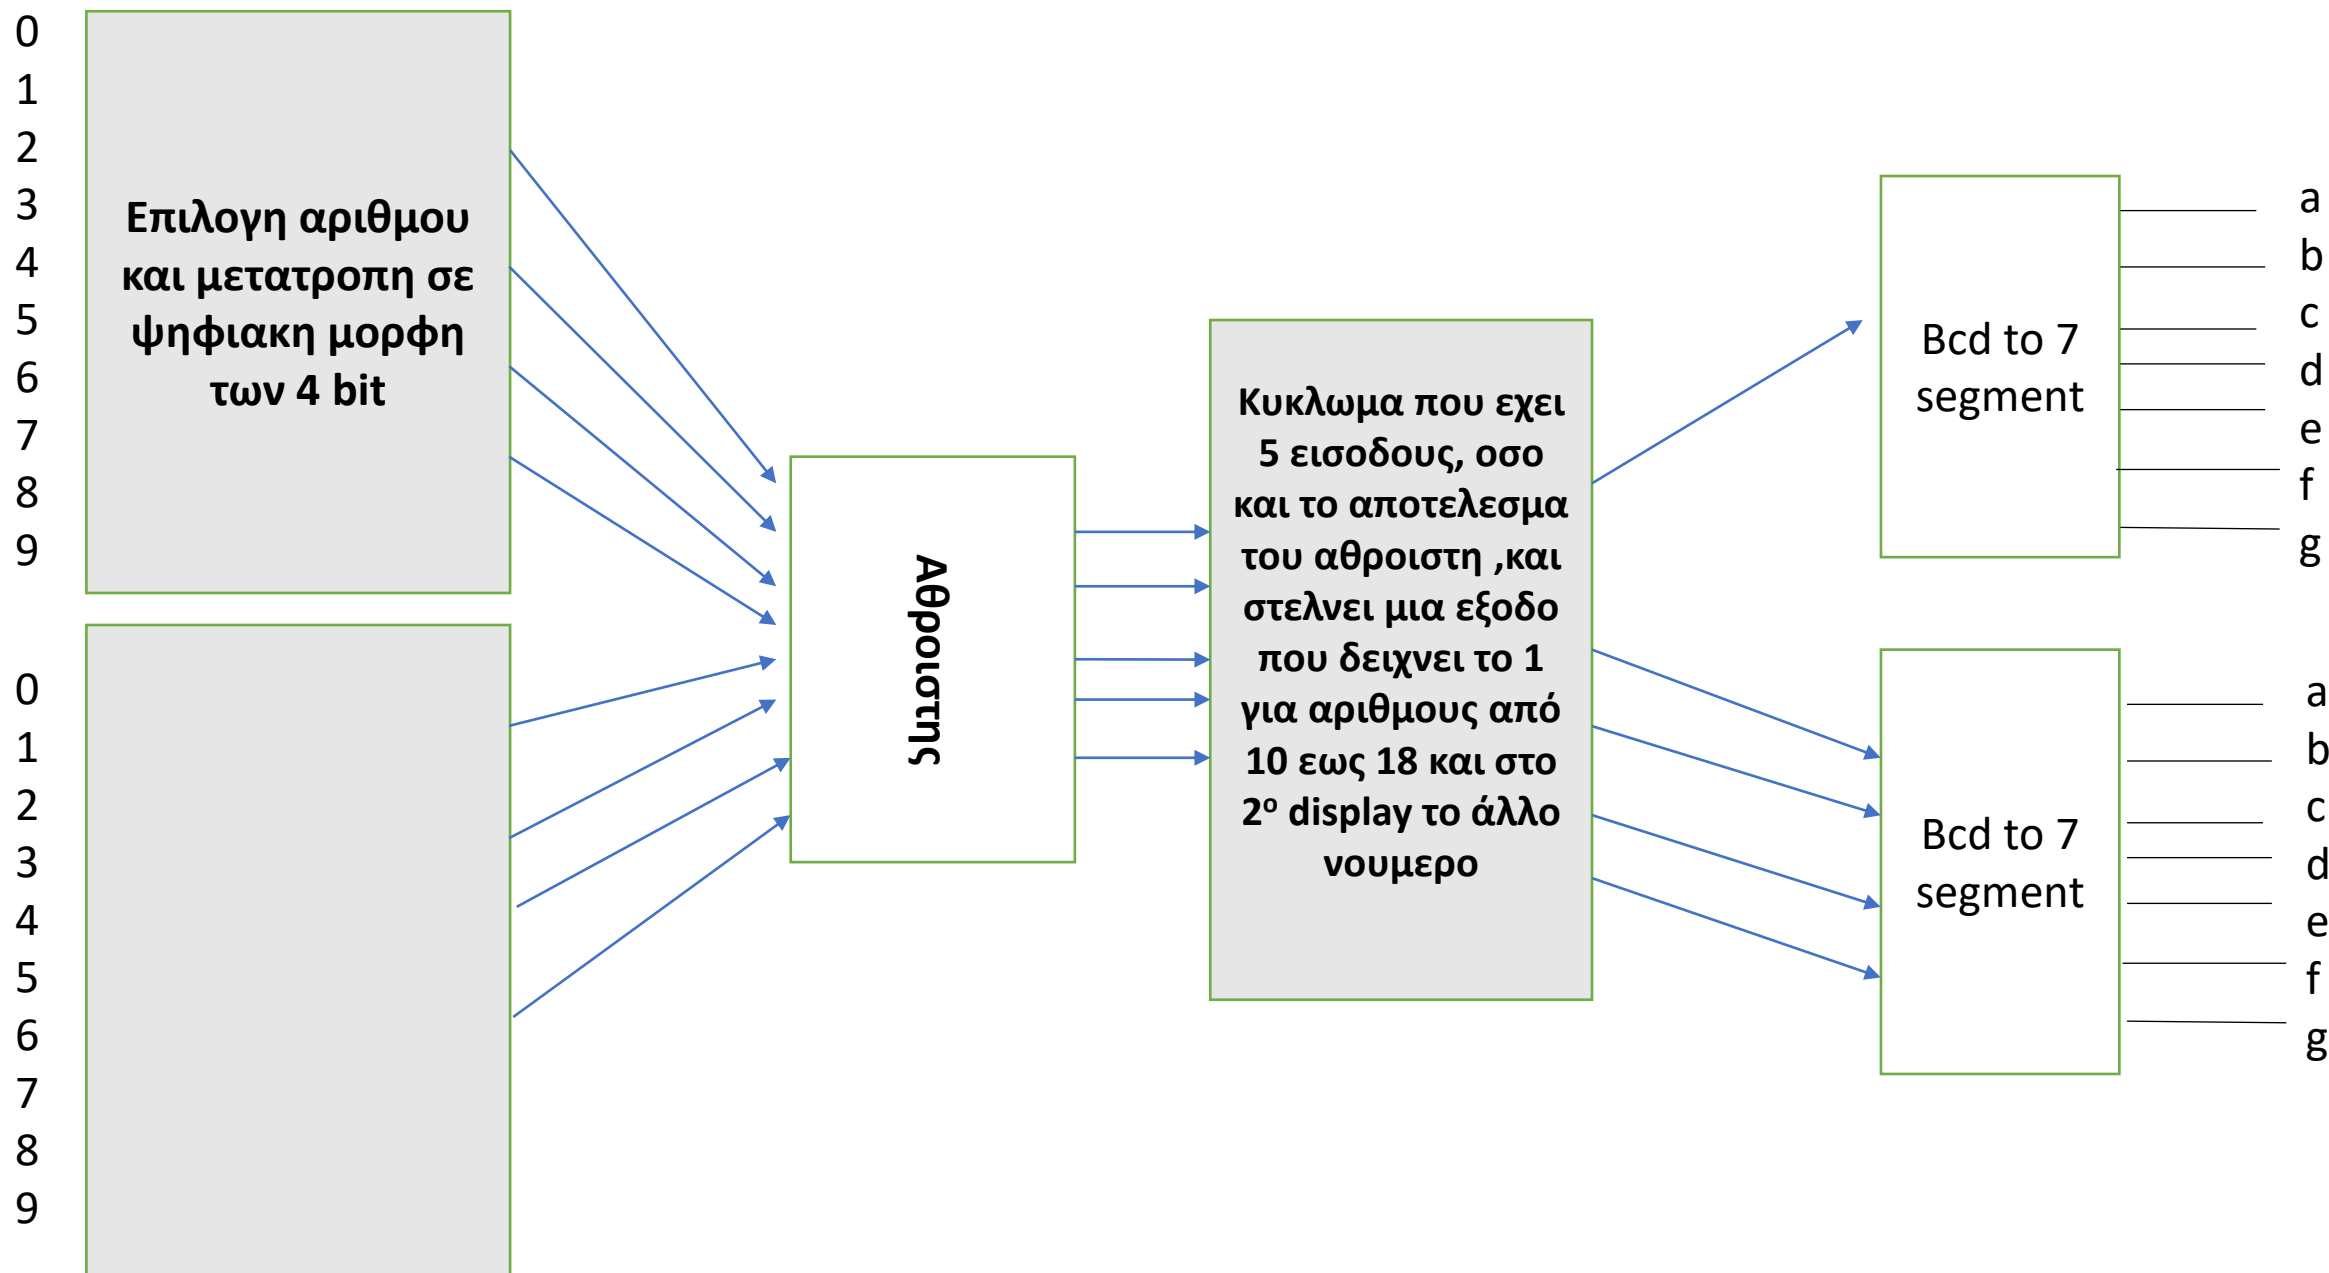 0
1
2
3
4
5
6
7
8
9
Επιλογη αριθμου
και μετατροπη σε
ψηφιακη μορφη
των 4 bit
0
1
2
3
4
5
6
7
8
9
Αθροιστης
Κυκλωμα που εχει
5 εισοδους, οσο
και το αποτελεσμα
του αθροιστη ,και
στελνει μια εξοδο
που δειχνει το 1
για αριθμους από
10 εως 18 και στο
2ο display το άλλο
νουμερο
Bcd to 7
segment
a
b
c
d
e
f
g
Bcd to 7
segment
a
b
c
d
e
f
g